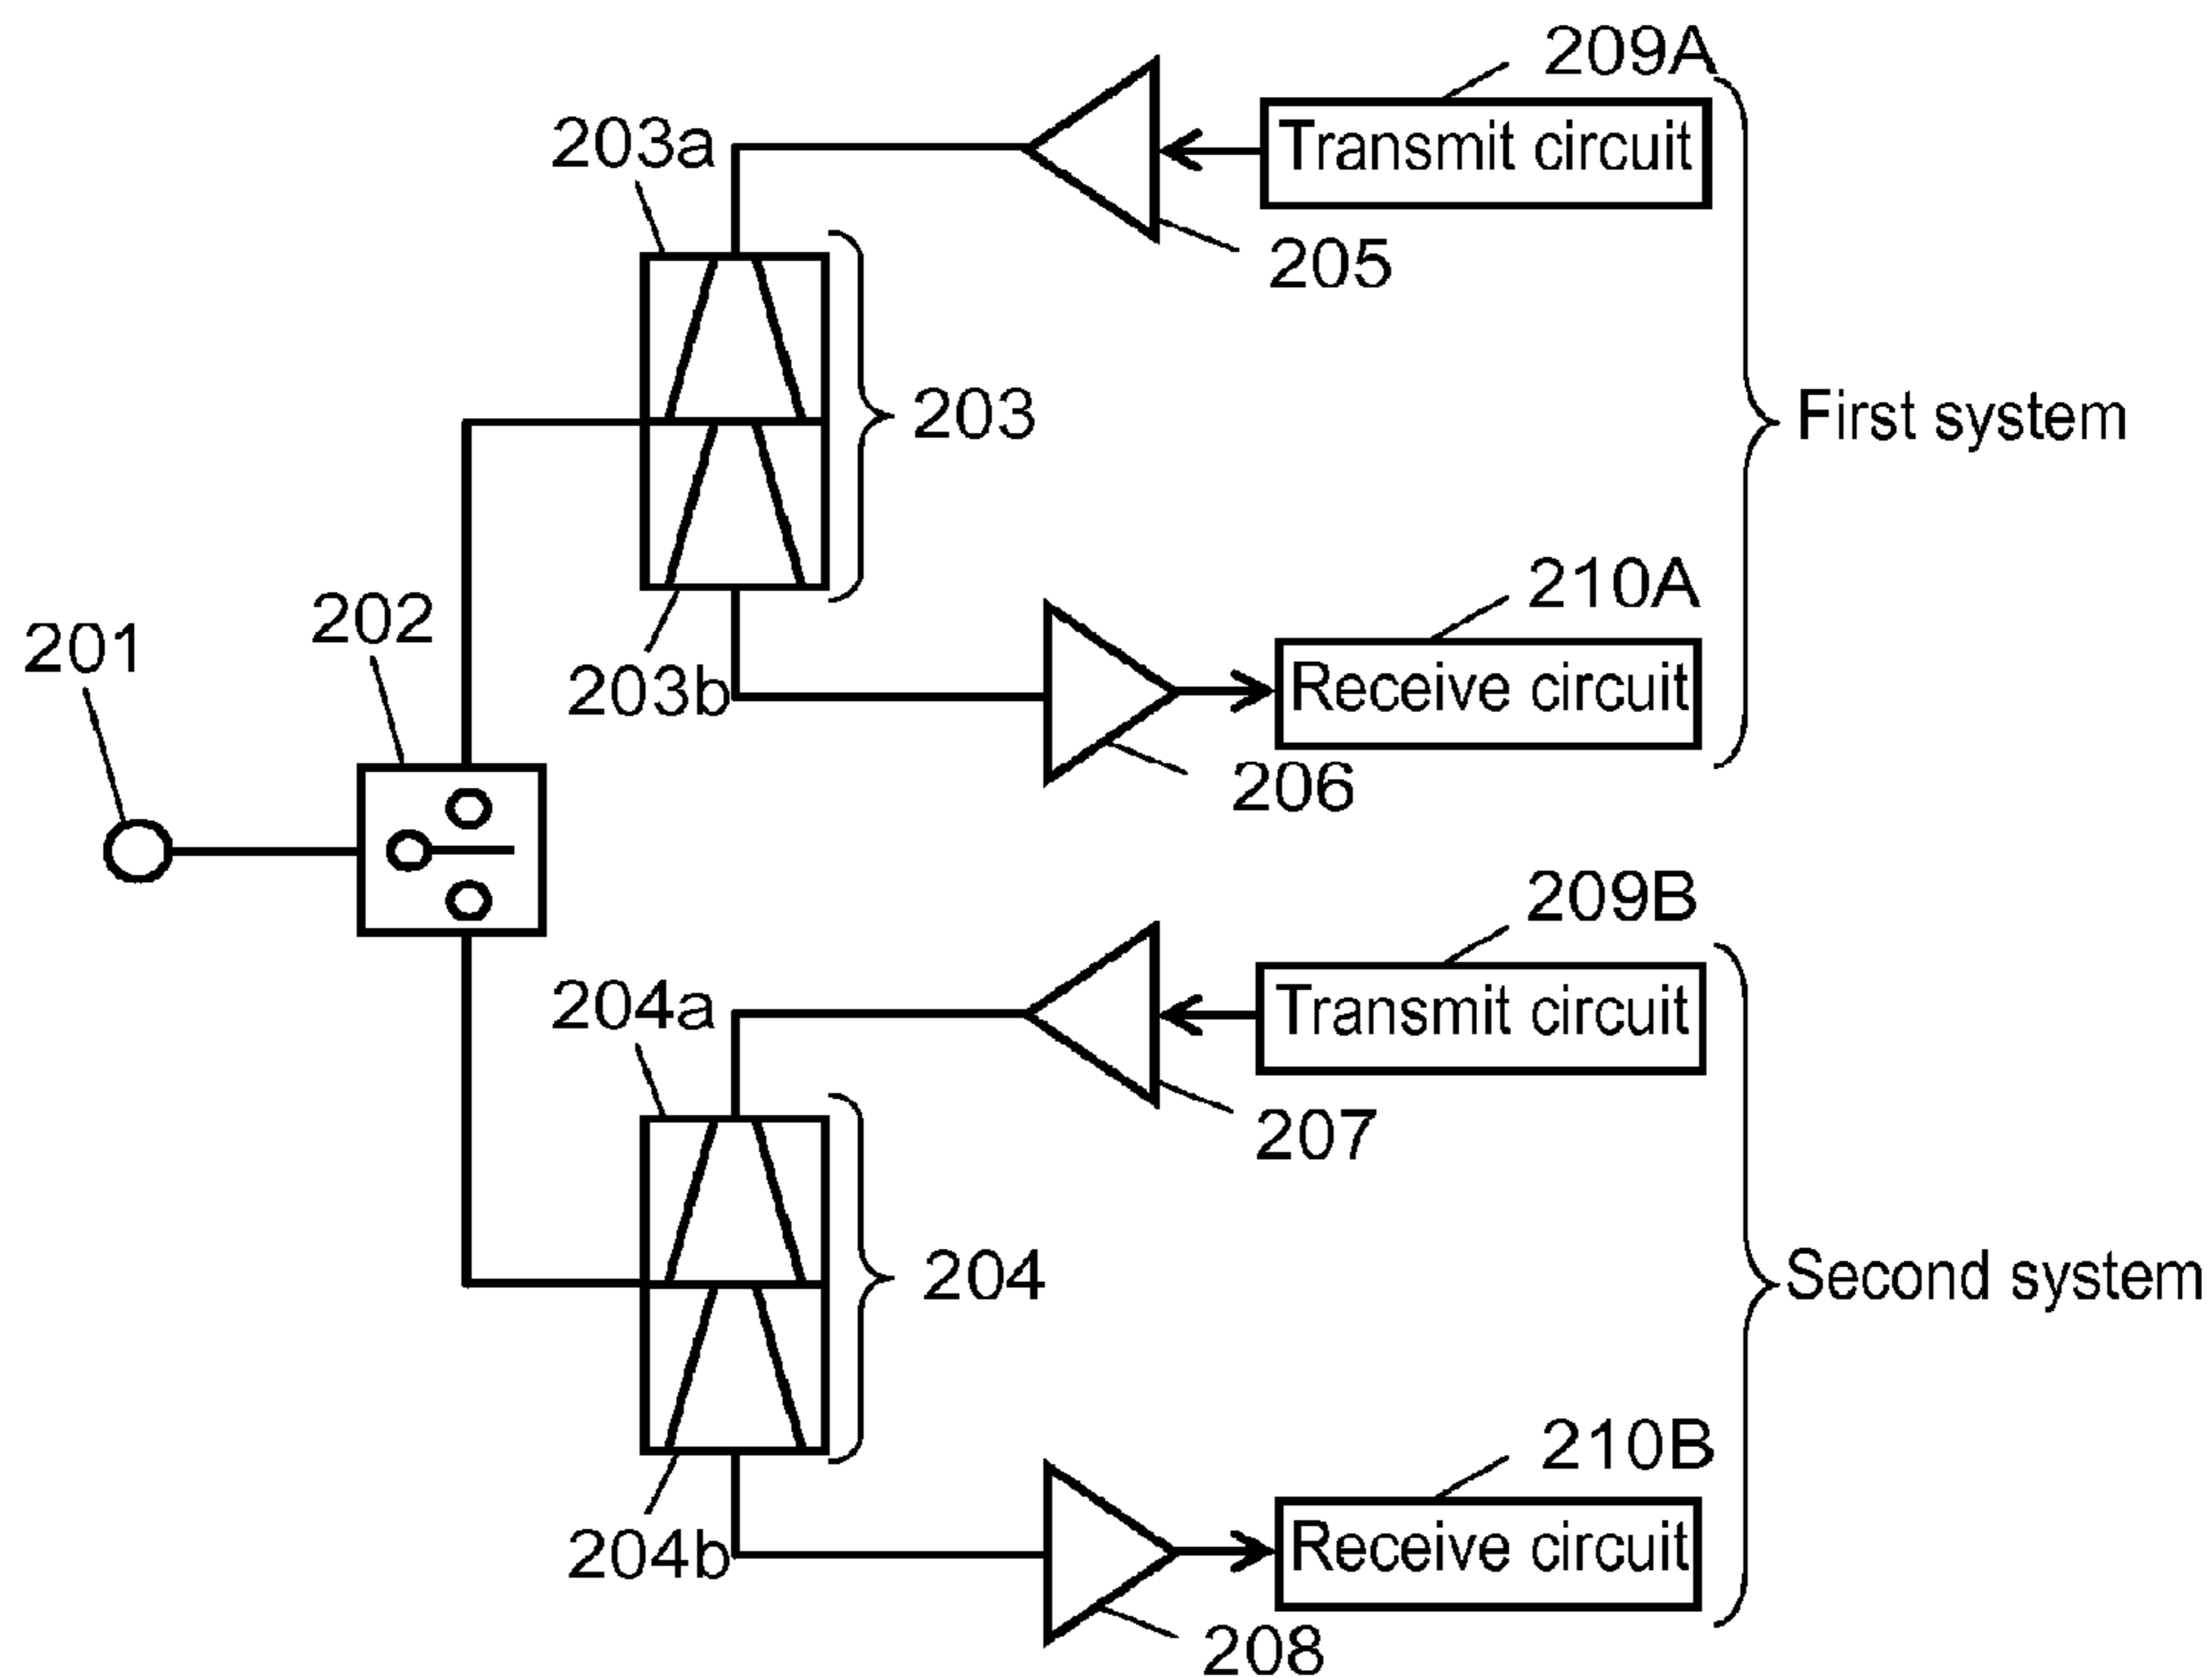 209A
Transmit circuit
203a
205
203
First system
210A
Receive circuit
202
201
203b
206
209B
Transmit circuit
204a
207
204
Second system
210B
Receive circuit
204b
208